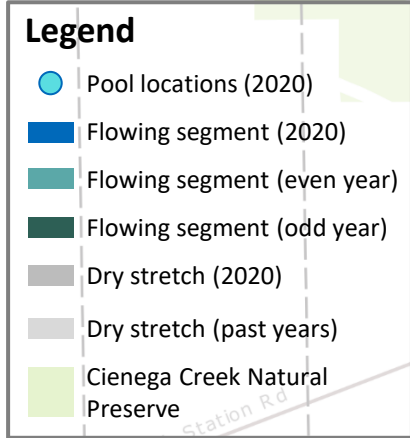 Legend
Pool locations (2020)
Flowing segment (2020)
Flowing segment (even year)
Flowing segment (odd year)
Dry stretch (2020)
Dry stretch (past years)
Cienega Creek Natural
Preserve
Station Rd